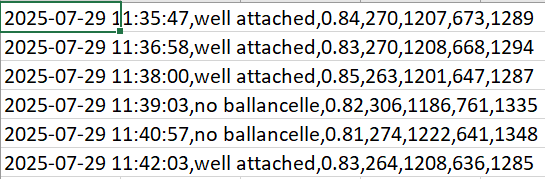 2025-07-29 11:35:47,well attached,0.84,270,1207,673,1289
2025-07-29 11:36:58,well attached,0.83,270,1208,668,1294
2025-07-29 11:38:00,well attached,0.85,263,1201,647,1287
2025-07-29 11:39:03,no ballancelle,0.82,306,1186,761,1335
2025-07-29 11:40:57,no ballancelle,0.81,274,1222,641,1348
2025-07-29 11:42:03,well attached,0.83,264,1208,636,1285